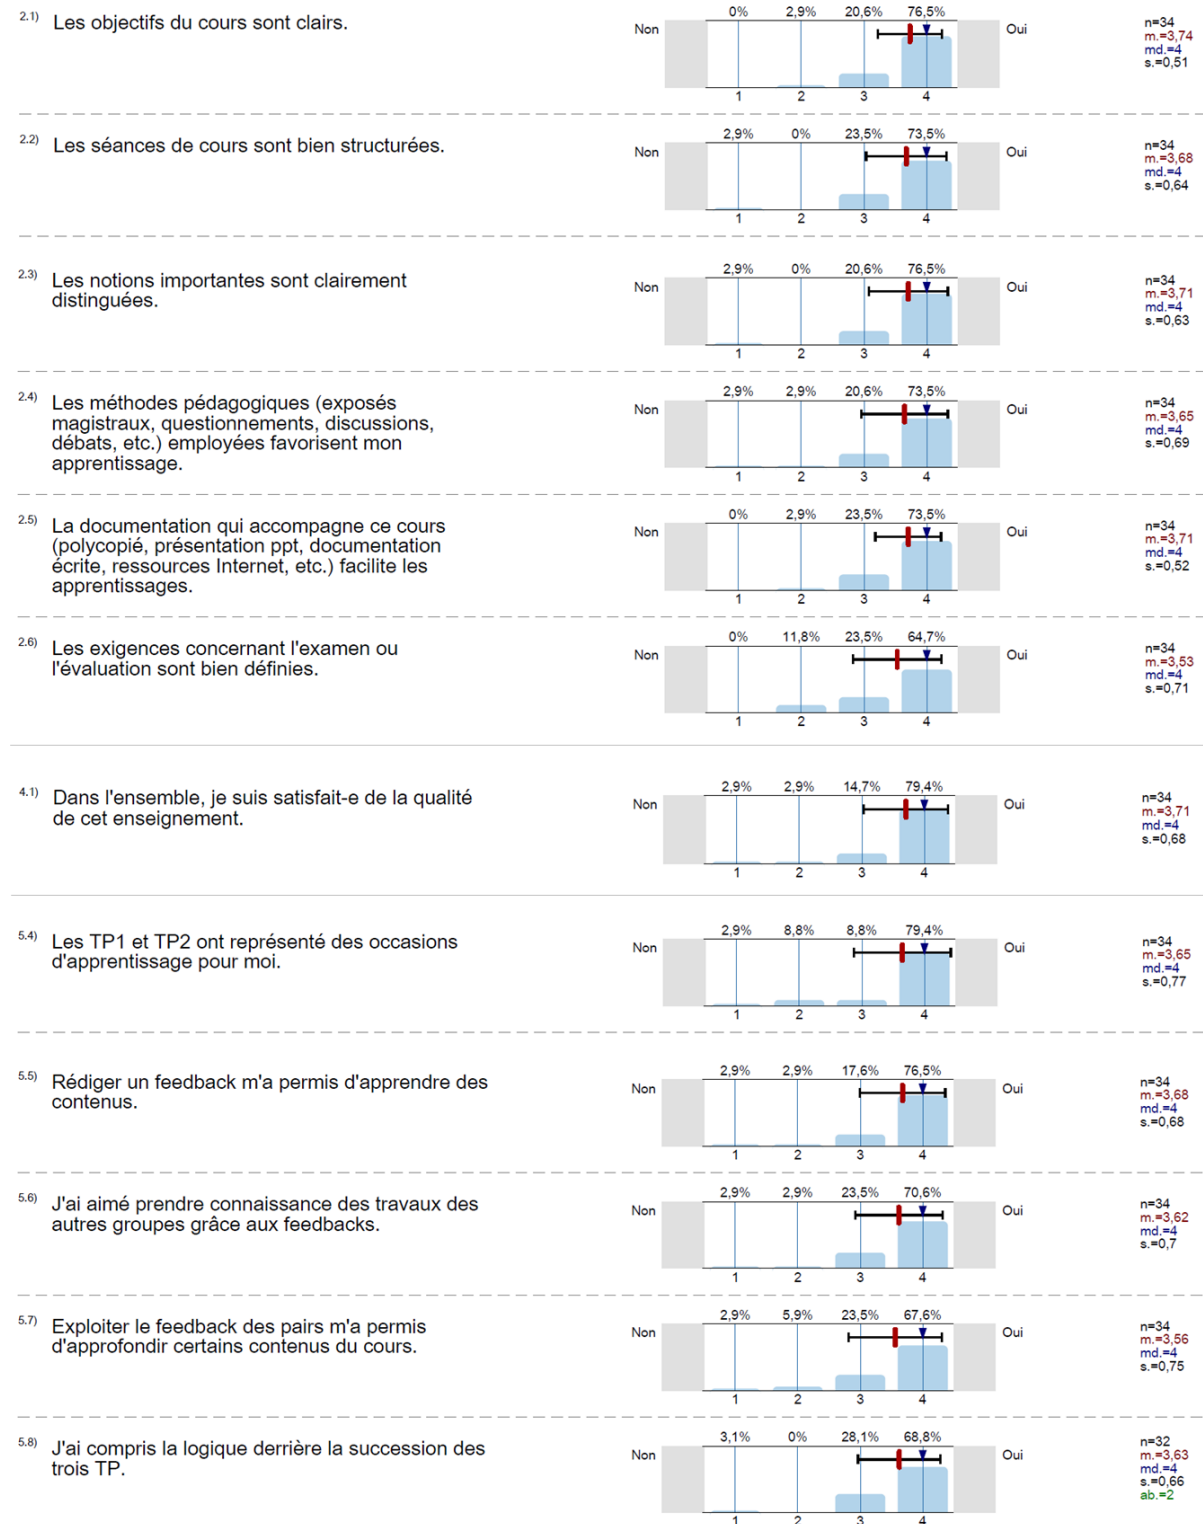 2.1) Les objectifs du cours sont clairs.
0% 2,9% 20,6% 76,5%
Non Oui
n=34
m.=3,74
md.=4
s.=0,51
1 2 3 4
2.2) Les séances de cours sont bien structurées.
2,9% 0% 23,5% 73,5%
Non Oui
n=34
m.=3,68
md.=4
s.=0,64
1 2 3 4
2.3) Les notions importantes sont clairement
distinguées.
2,9% 0% 20,6% 76,5%
Non Oui
n=34
m.=3,71
md.=4
s.=0,63
1 2 3 4
2.4) Les méthodes pédagogiques (exposés
magistraux, questionnements, discussions,
débats, etc.) employées favorisent mon
apprentissage.
2,9% 2,9% 20,6% 73,5%
Non Oui
n=34
m.=3,65
md.=4
s.=0,69
1 2 3 4
2.5) La documentation qui accompagne ce cours
(polycopié, présentation ppt, documentation
écrite, ressources Internet, etc.) facilite les
apprentissages.
0% 2,9% 23,5% 73,5%
Non Oui
n=34
m.=3,71
md.=4
s.=0,52
1 2 3 4
2.6) Les exigences concernant l'examen ou
l'évaluation sont bien définies.
0% 11,8% 23,5% 64,7%
Non Oui
n=34
m.=3,53
md.=4
s.=0,71
1 2 3 4
4.1) Dans l'ensemble, je suis satisfait-e de la qualité
de cet enseignement.
2,9% 2,9% 14,7% 79,4%
Non Oui
n=34
m.=3,71
md.=4
s.=0,68
1 2 3 4
5.4) Les TP1 et TP2 ont représenté des occasions
d'apprentissage pour moi.
2,9% 8,8% 8,8% 79,4%
Non Oui
n=34
m.=3,65
md.=4
s.=0,77
1 2 3 4
5.5) Rédiger un feedback m'a permis d'apprendre des
contenus.
2,9% 2,9% 17,6% 76,5%
Non Oui
n=34
m.=3,68
md.=4
s.=0,68
1 2 3 4
5.6) J'ai aimé prendre connaissance des travaux des
autres groupes grâce aux feedbacks.
2,9% 2,9% 23,5% 70,6%
Non Oui
n=34
m.=3,62
md.=4
s.=0,7
1 2 3 4
5.7) Exploiter le feedback des pairs m'a permis
d'approfondir certains contenus du cours.
2,9% 5,9% 23,5% 67,6%
Non Oui
n=34
m.=3,56
md.=4
s.=0,75
1 2 3 4
5.8) J'ai compris la logique derrière la succession des
trois TP.
3,1% 0% 28,1% 68,8%
Non Oui
n=32
m.=3,63
md.=4
s.=0,66
ab.=2
1 2 3 4